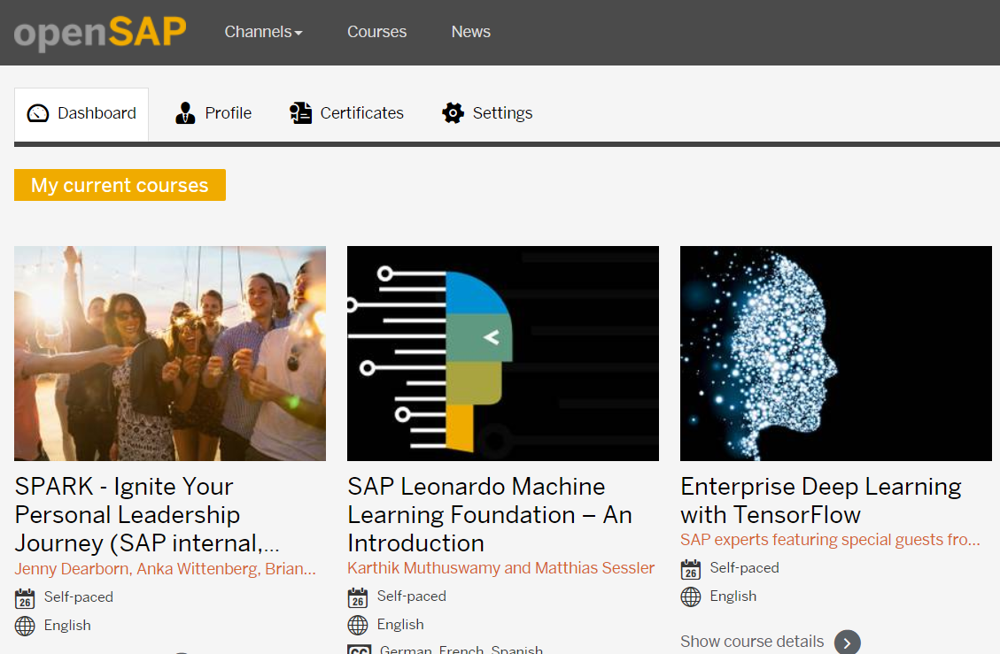 openSAP
Channels
Courses
News
Dashboard
Profile
Certificates
Settings
My current courses
SPARK - Ignite Your
Personal Leadership
Journey (SAP internal,...
Jenny Dearborn, Anka Wittenberg, Brian...
26 Self-paced
English
SAP Leonardo Machine
Learning Foundation – An
Introduction
Karthik Muthuswamy and Matthias Sessler
26 Self-paced
English
CC German, French, Spanish
Enterprise Deep Learning
with TensorFlow
SAP experts featuring special guests fro...
26 Self-paced
English
Show course details